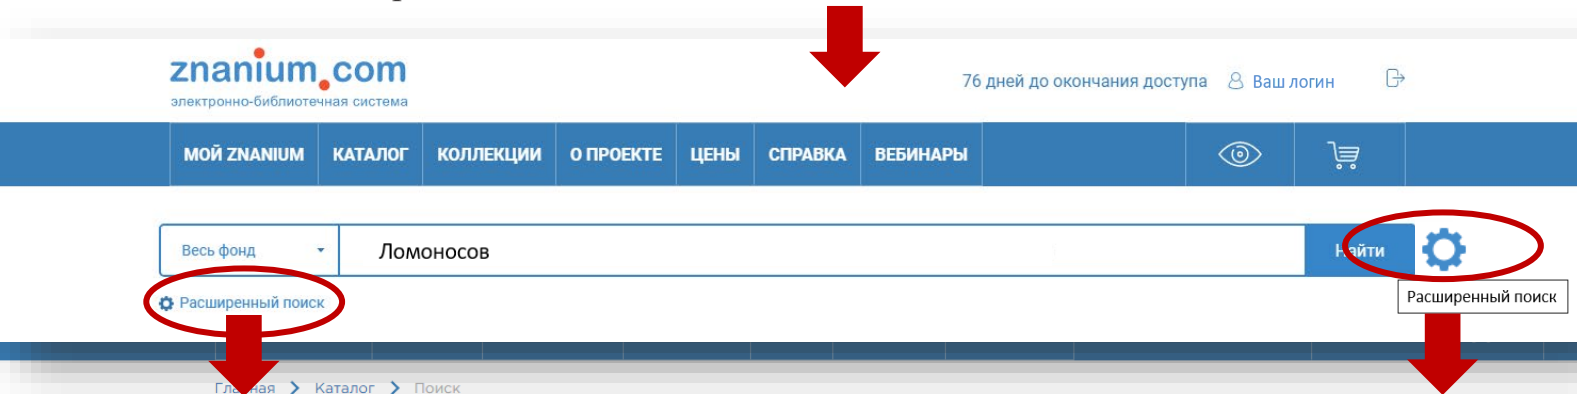 znanium.com
электронно-библиотечная система
76 дней до окончания доступа Ваш логин
МОЙ ZNANIUM КАТАЛОГ КОЛЛЕКЦИИ О ПРОЕКТЕ ЦЕНЫ СПРАВКА ВЕБИНАРЫ
Весь фонд Ломоносов Найти
Расширенный поиск
Расширенный поиск
Главная > Каталог > Поиск